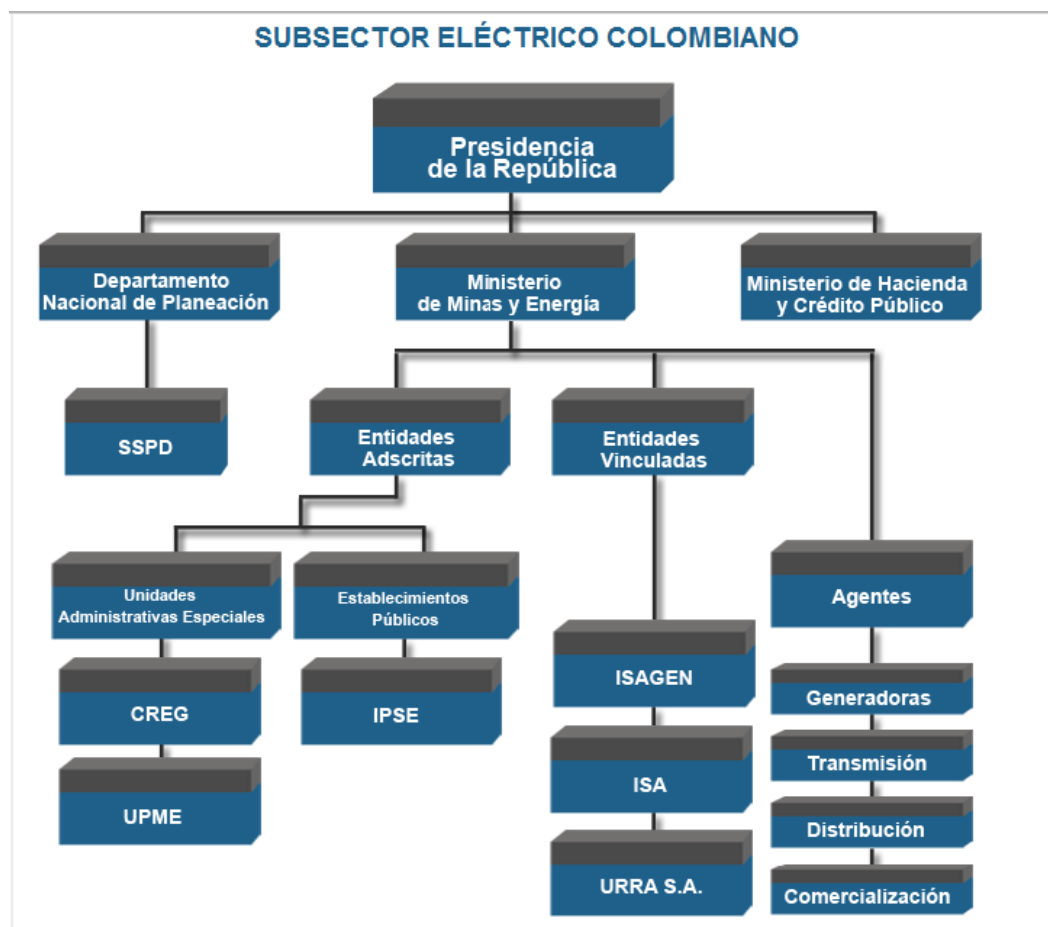 SUBSECTOR ELÉCTRICO COLOMBIANO
Presidencia
de la República
Departamento
Nacional de Planeación
Ministerio
de Minas y Energía
Ministerio de Hacienda
y Crédito Público
SSPD
Entidades
Adscritas
Entidades
Vinculadas
Unidades
Administrativas Especiales
Establecimientos
Públicos
Agentes
CREG
IPSE
ISAGEN
Generadoras
UPME
ISA
Transmisión
Distribución
URRA S.A.
Comercialización